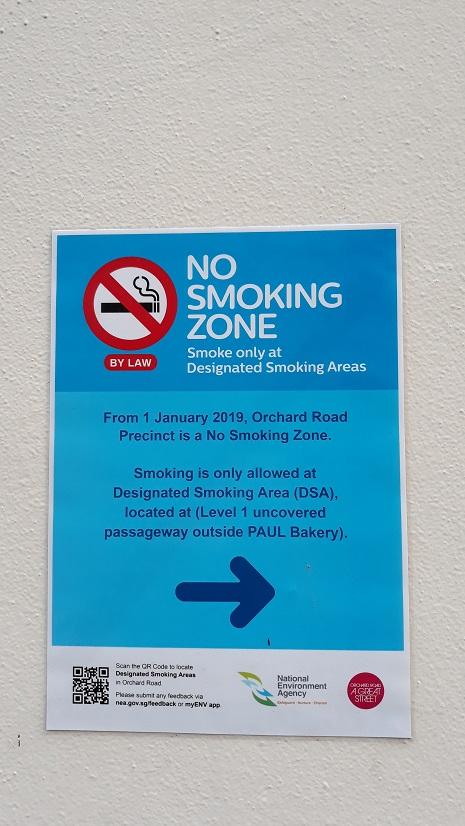 NO
SMOKING
ZONE
BY LAW
Smoke only at
Designated Smoking Areas
From 1 January 2019, Orchard Road
Precinct is a No Smoking Zone.
Smoking is only allowed at
Designated Smoking Area (DSA),
located at (Level 1 uncovered
passageway outside PAUL Bakery).
Scan the QR Code to locate
Designated Smoking Areas
in Orchard Road.
Please submit any feedback via
nea.gov.sg/feedback or myENV app.
National
Environment
Agency
Safeguard · Nurture · Cherish
ORCHARD ROAD
A GREAT
STREET